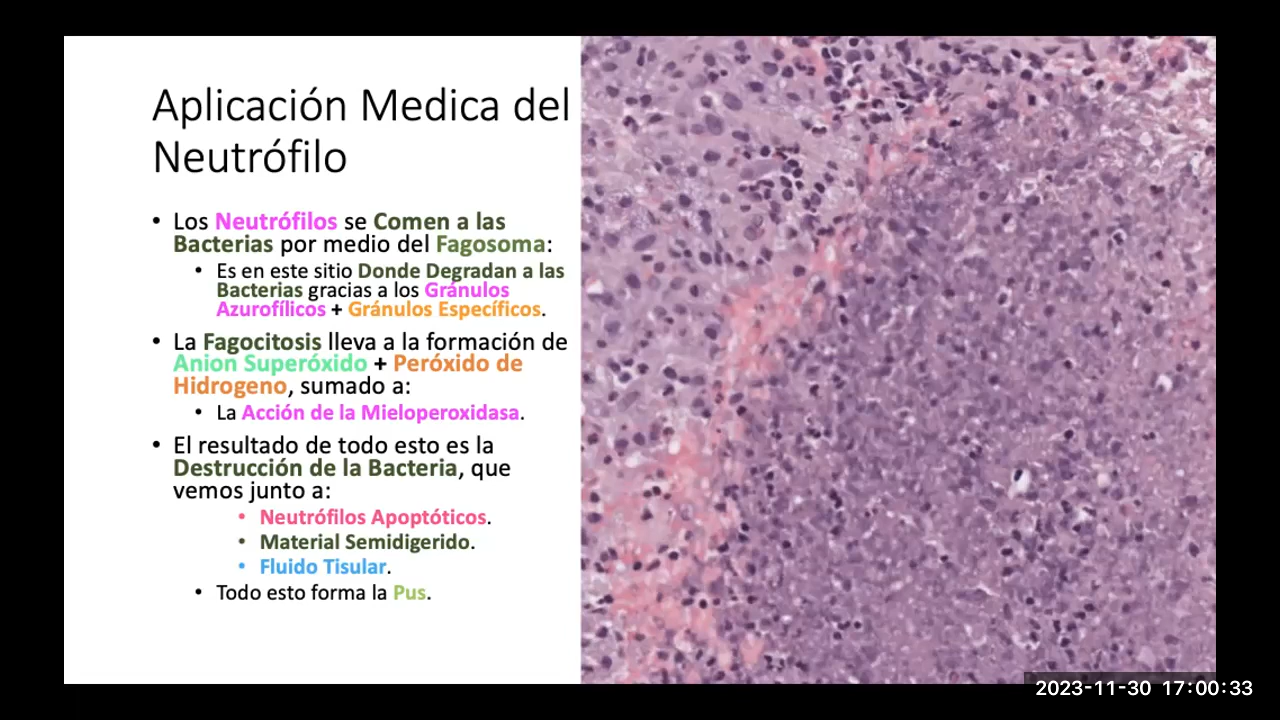 Aplicación Medica del
Neutrófilo
• Los Neutrófilos se Comen a las
Bacterias por medio del Fagosoma:
• Es en este sitio Donde Degradan a las
Bacterias gracias a los Gránulos
Azurofílicos + Gránulos Específicos.
• La Fagocitosis lleva a la formación de
Anion Superóxido + Peróxido de
Hidrogeno, sumado a:
• La Acción de la Mieloperoxidasa.
• El resultado de todo esto es la
Destrucción de la Bacteria, que
vemos junto a:
• Neutrófilos Apoptóticos.
• Material Semidigerido.
• Fluido Tisular.
• Todo esto forma la Pus.
2023-11-30 17:00:33